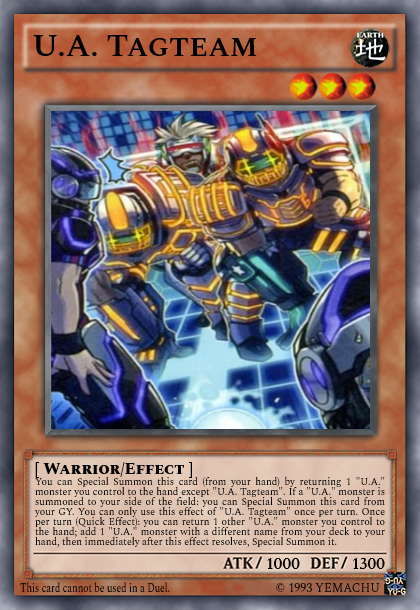 U.A. Tagteam
EARTH
地
[ Warrior/Effect ]
You can Special Summon this card (from your hand) by returning 1 "U.A."
monster you control to the hand except "U.A. Tagteam". If a "U.A." monster is
summoned to your side of the field: you can Special Summon this card from
your GY. You can only use this effect of "U.A. Tagteam" once per turn. Once
per turn (Quick Effect): you can return 1 other "U.A." monster you control to
the hand; add 1 "U.A." monster with a different name from your deck to your
hand, then immediately after this effect resolves, Special Summon it.
ATK/ 1000 DEF/ 1300
This card cannot be used in a Duel.
© 1993 YEMACHU